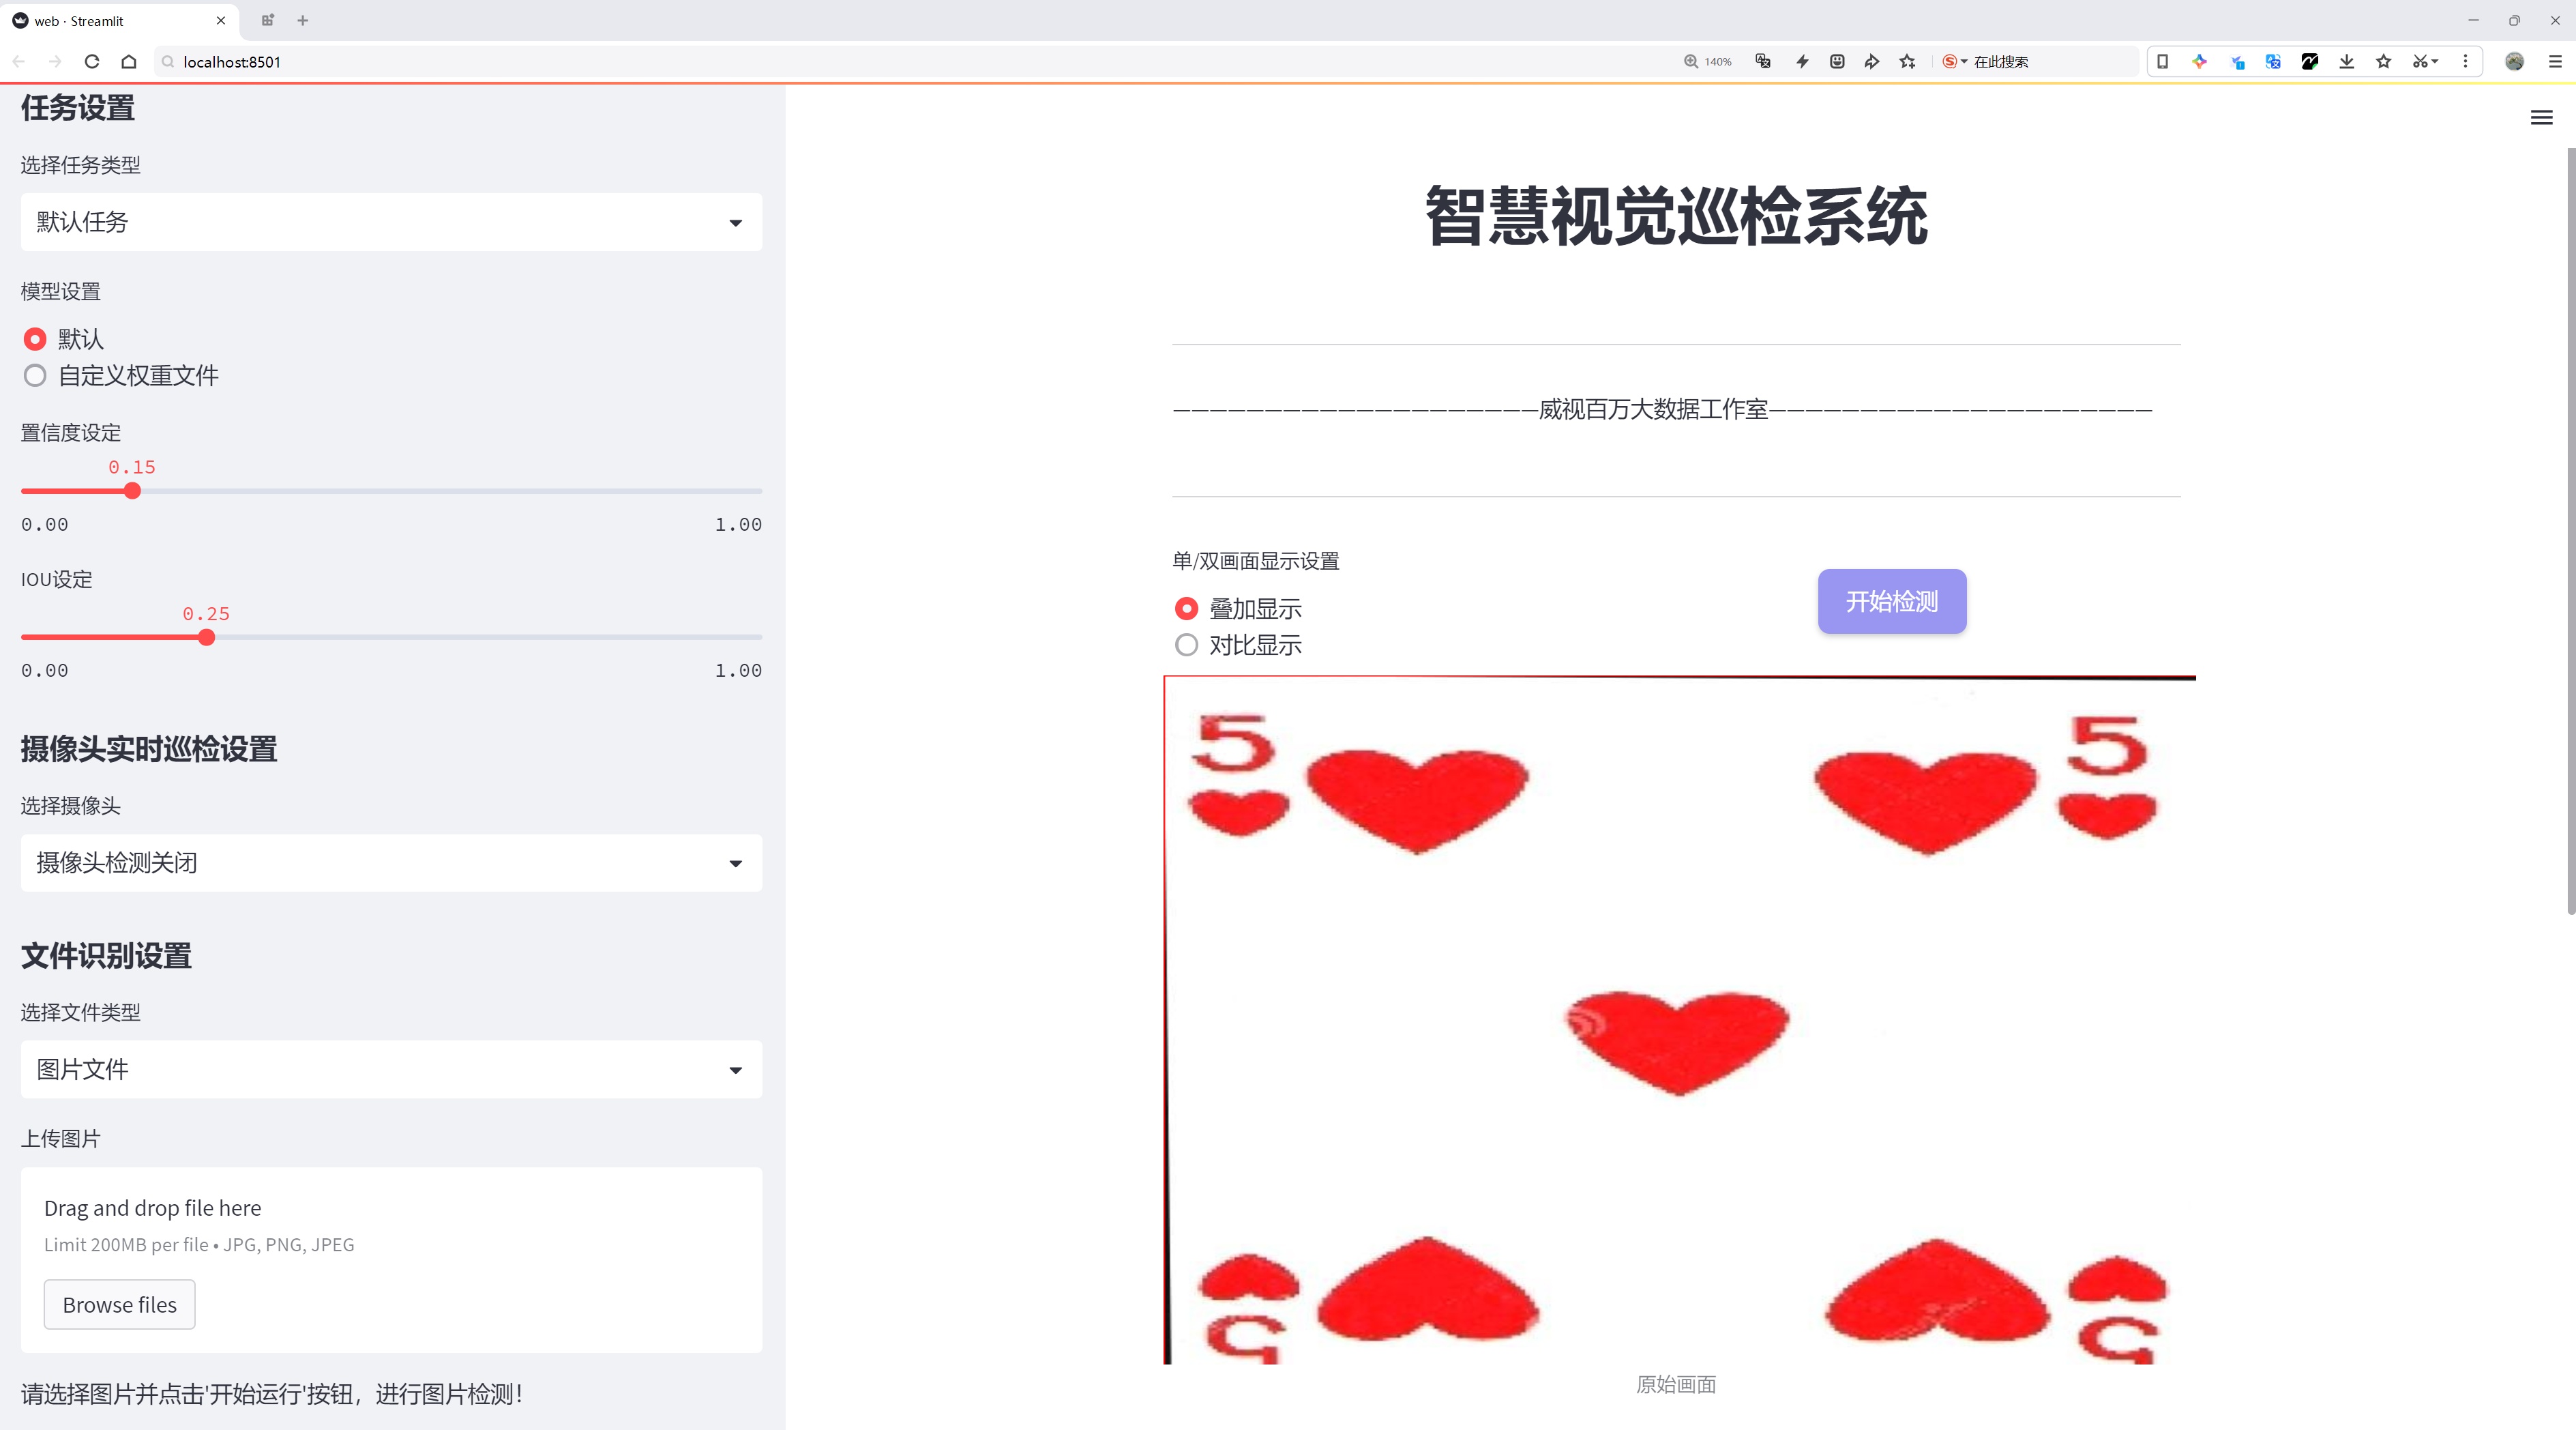 web · Streamlit
localhost:8501
140%
在此搜索
任务设置
选择任务类型
默认任务
模型设置
默认
自定义权重文件
置信度设定
0.15
0.00
1.00
IOU设定
0.25
0.00
1.00
摄像头实时巡检设置
选择摄像头
摄像头检测关闭
文件识别设置
选择文件类型
图片文件
上传图片
Drag and drop file here
Limit 200MB per file • JPG, PNG, JPEG
Browse files
请选择图片并点击'开始运行'按钮，进行图片检测！
智慧视觉巡检系统
————————————————————威视百万大数据工作室—————————————————————
单/双画面显示设置
叠加显示
对比显示
开始检测
5
5
5
5
原始画面